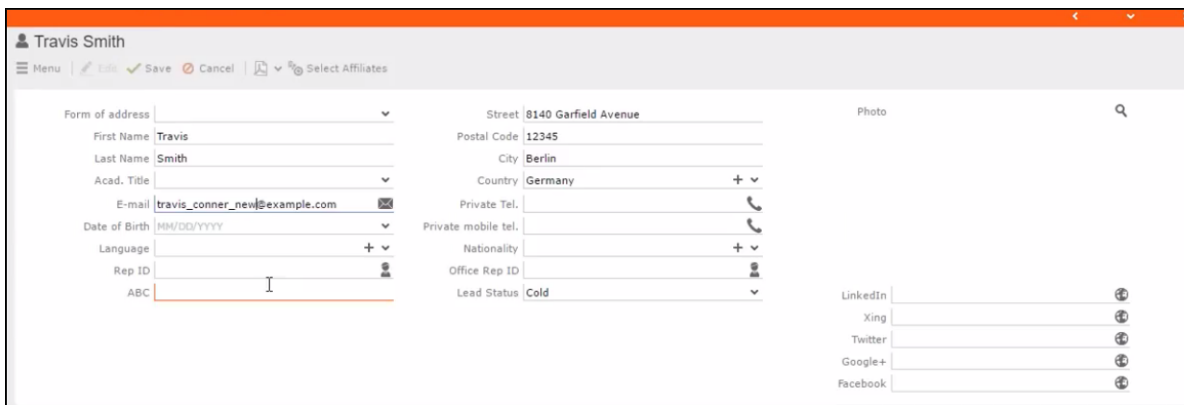 Travis Smith
Menu Edit Save Cancel Select Affiliates
Form of address
First Name Travis
Last Name Smith
Acad. Title
E-mail travis_conner_new@example.com
Date of Birth MM/DD/YYYY
Language
Rep ID
ABC
Street 8140 Garfield Avenue
Postal Code 12345
City Berlin
Country Germany
Private Tel.
Private mobile tel.
Nationality
Office Rep ID
Lead Status Cold
Photo
LinkedIn
Xing
Twitter
Google+
Facebook